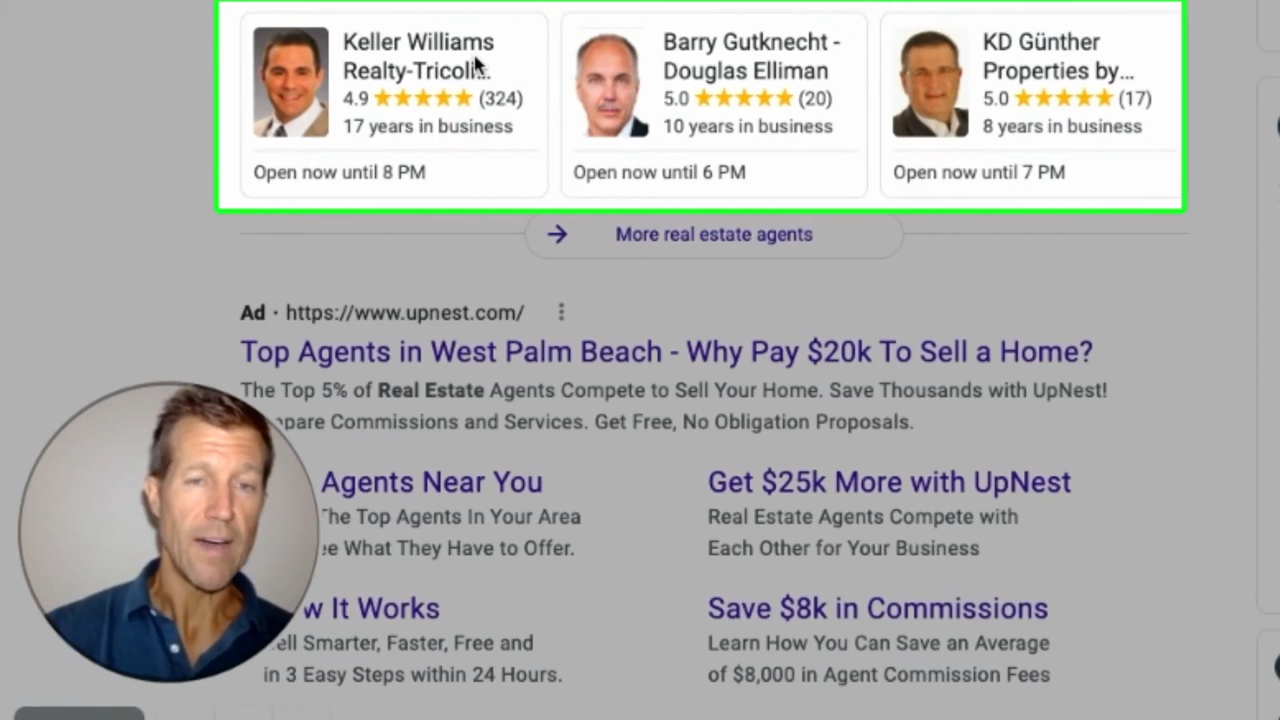 Keller Williams
Realty-Tricoli...
4.9 ★★★★★ (324)
17 years in business
Open now until 8 PM
Barry Gutknecht -
Douglas Elliman
5.0 ★★★★★ (20)
10 years in business
Open now until 6 PM
KD Günther
Properties by...
5.0 ★★★★★ (17)
8 years in business
Open now until 7 PM
More real estate agents
Ad · https://www.upnest.com/
Top Agents in West Palm Beach - Why Pay $20k To Sell a Home?
The Top 5% of Real Estate Agents Compete to Sell Your Home. Save Thousands with UpNest!
Commissions and Services. Get Free, No Obligation Proposals.
Agents Near You
The Top Agents In Your Area
What They Have to Offer.
Get $25k More with UpNest
Real Estate Agents Compete with
Each Other for Your Business
It Works
Smarter, Faster, Free and
in 3 Easy Steps within 24 Hours.
Save $8k in Commissions
Learn How You Can Save an Average
of $8,000 in Agent Commission Fees